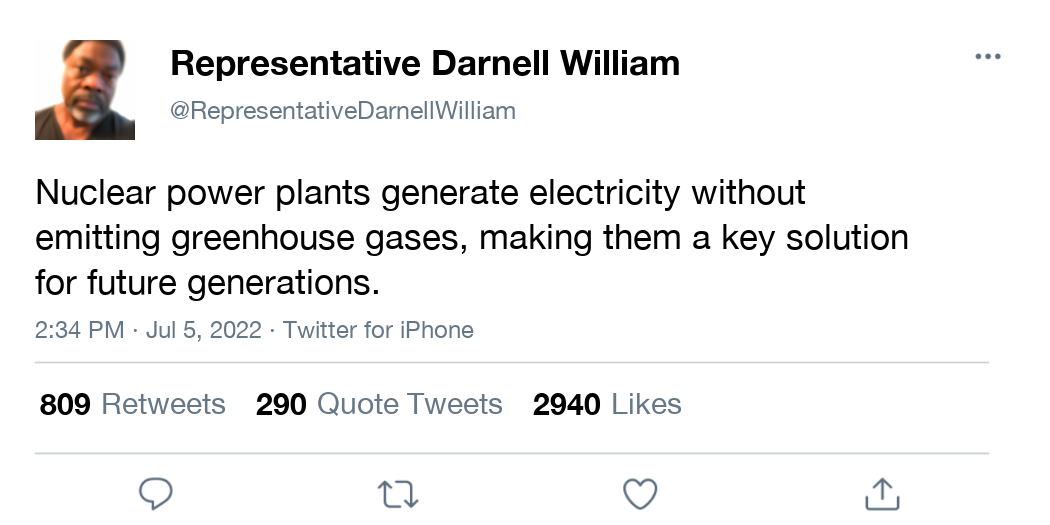 Representative Darnell William
@RepresentativeDarnellWilliam
Nuclear power plants generate electricity without
emitting greenhouse gases, making them a key solution
for future generations.
2:34 PM · Jul 5, 2022 · Twitter for iPhone
809 Retweets 290 Quote Tweets 2940 Likes